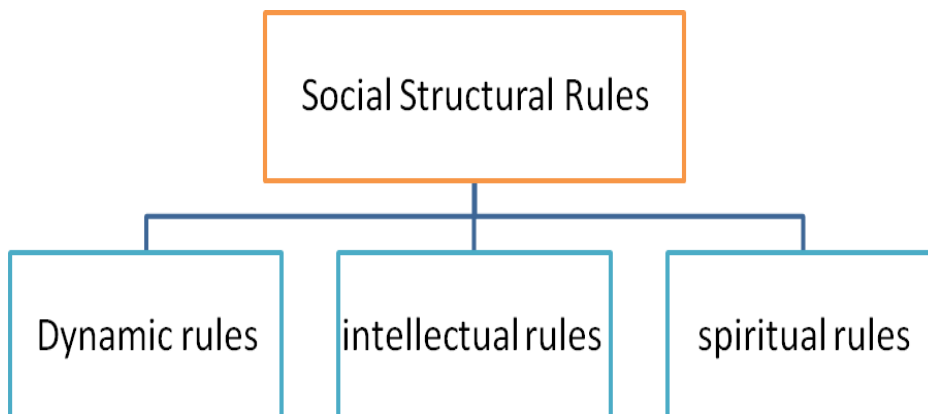 Social Structural Rules
Dynamic rules
intellectual rules
spiritual rules